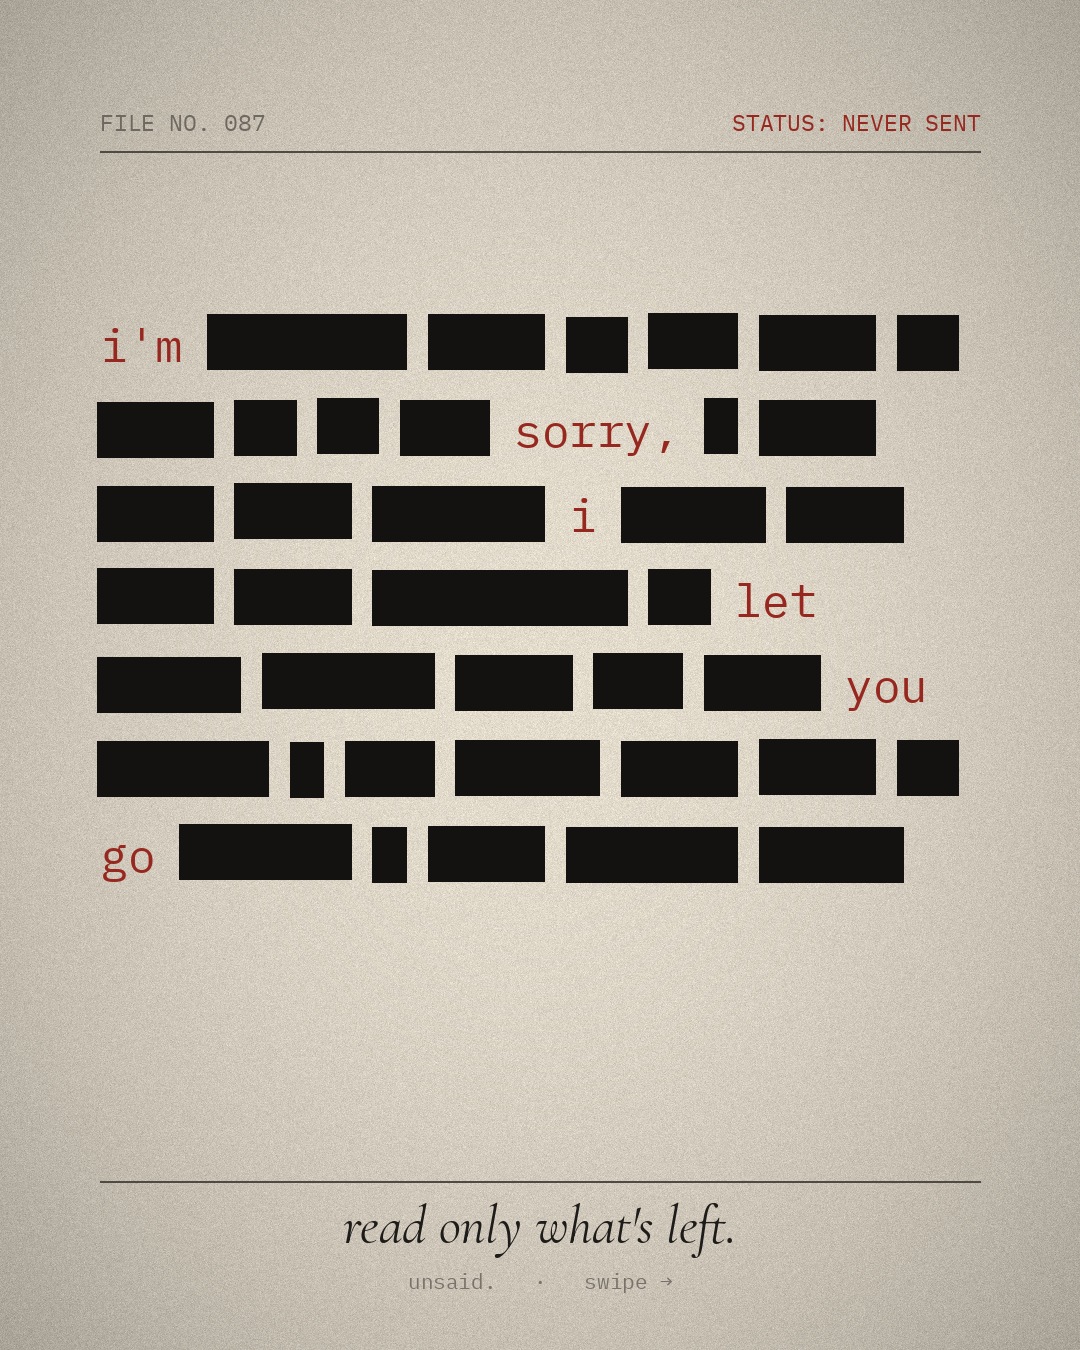 FILE NO. 087 STATUS: NEVER SENT
i'm
sorry,
i
let
you
go
read only what's left.
unsaid. · swipe →